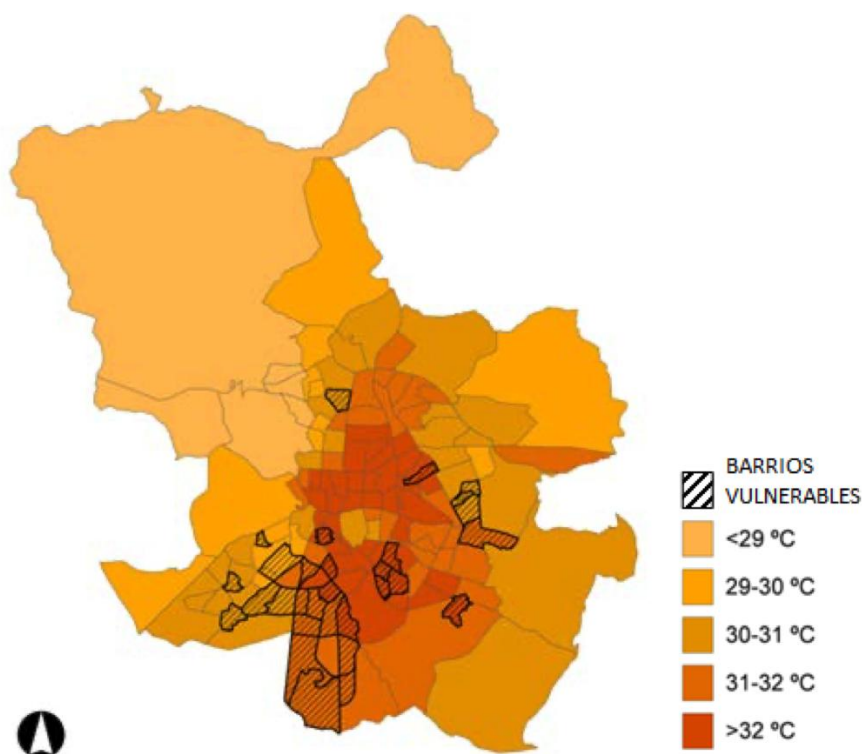 BARRIOS
VULNERABLES
<29 ºC
29-30 ºC
30-31 ºC
31-32 ºC
>32 ºC